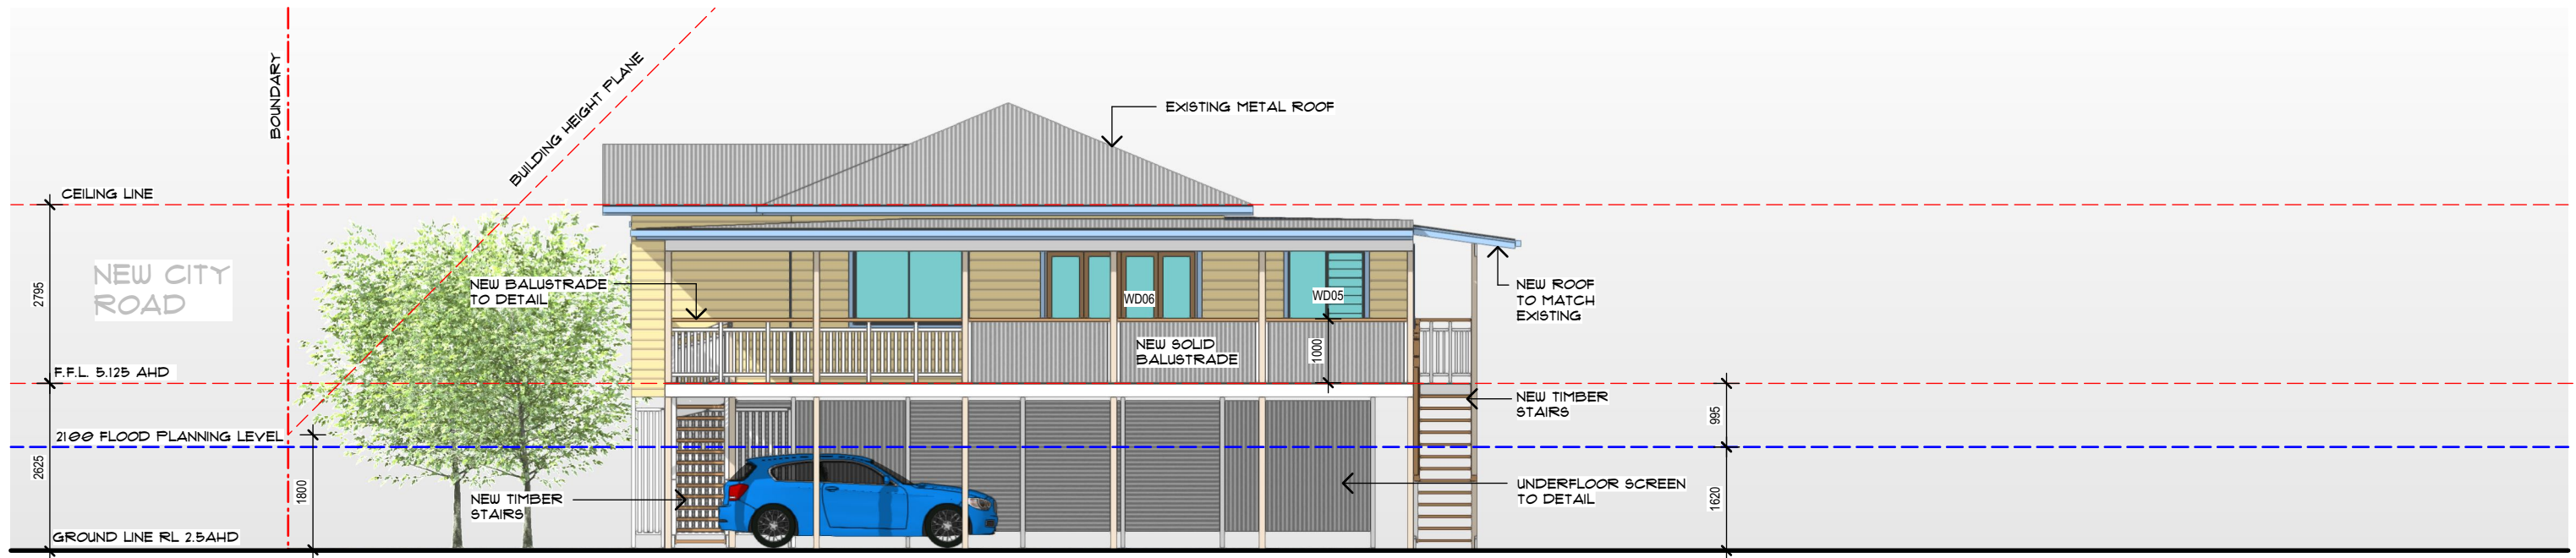 BOUNDARY
BUILDING HEIGHT PLANE
EXISTING METAL ROOF
CEILING LINE
2795
NEW CITY
ROAD
NEW BALUSTRADE
TO DETAIL
WD06
WD05
NEW ROOF
TO MATCH
EXISTING
NEW SOLID
BALUSTRADE
1000
F.F.L. 5.125 AHD
NEW TIMBER
STAIRS
995
2100 FLOOD PLANNING LEVEL
2625
1800
NEW TIMBER
STAIRS
UNDERFLOOR SCREEN
TO DETAIL
1620
GROUND LINE RL 2.5AHD